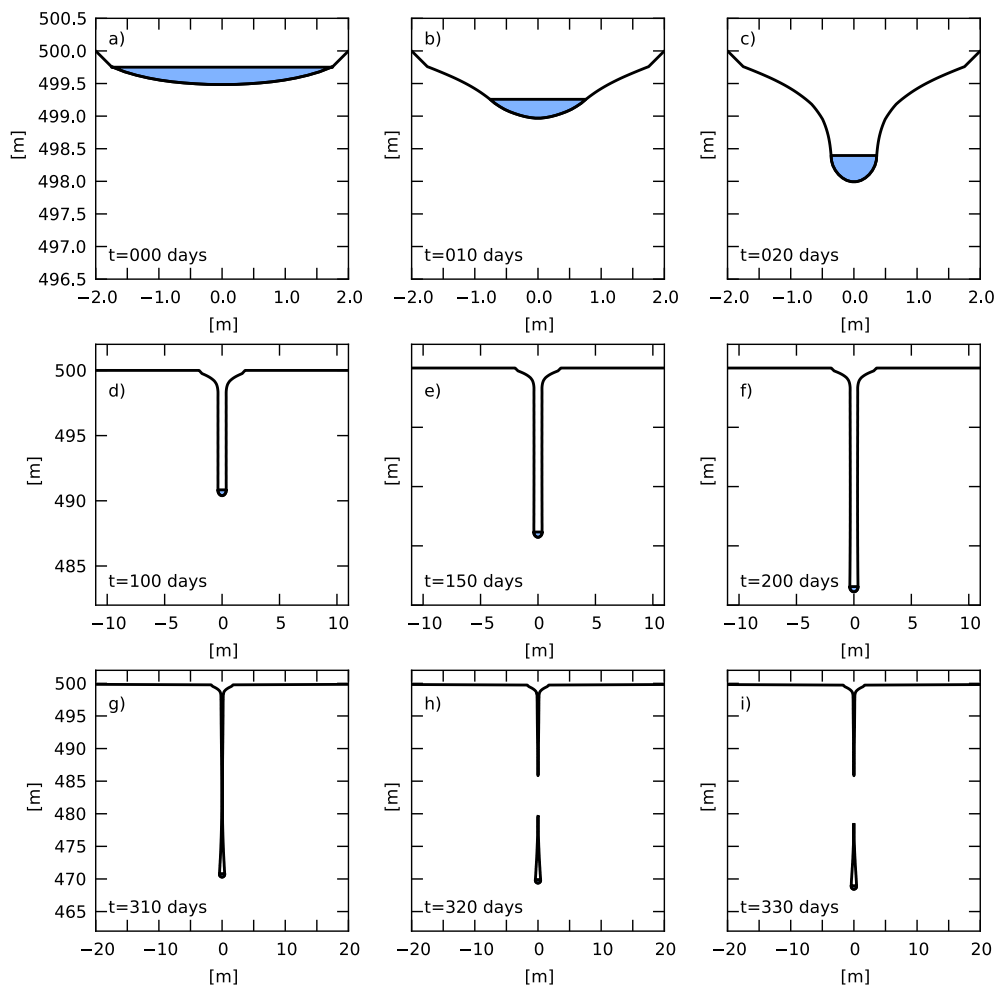 500.5
500.0
499.5
499.0
498.5
498.0
497.5
497.0
496.5
[m]
a)
t=000 days
−2.0 −1.0 0.0 1.0 2.0
[m]
[m]
b)
t=010 days
−2.0 −1.0 0.0 1.0 2.0
[m]
[m]
c)
t=020 days
−2.0 −1.0 0.0 1.0 2.0
[m]
500
495
490
485
[m]
d)
t=100 days
−10 −5 0 5 10
[m]
[m]
e)
t=150 days
−10 −5 0 5 10
[m]
[m]
f)
t=200 days
−10 −5 0 5 10
[m]
500
495
490
485
480
475
470
465
[m]
g)
t=310 days
−20 −10 0 10 20
[m]
[m]
h)
t=320 days
−20 −10 0 10 20
[m]
[m]
i)
t=330 days
−20 −10 0 10 20
[m]